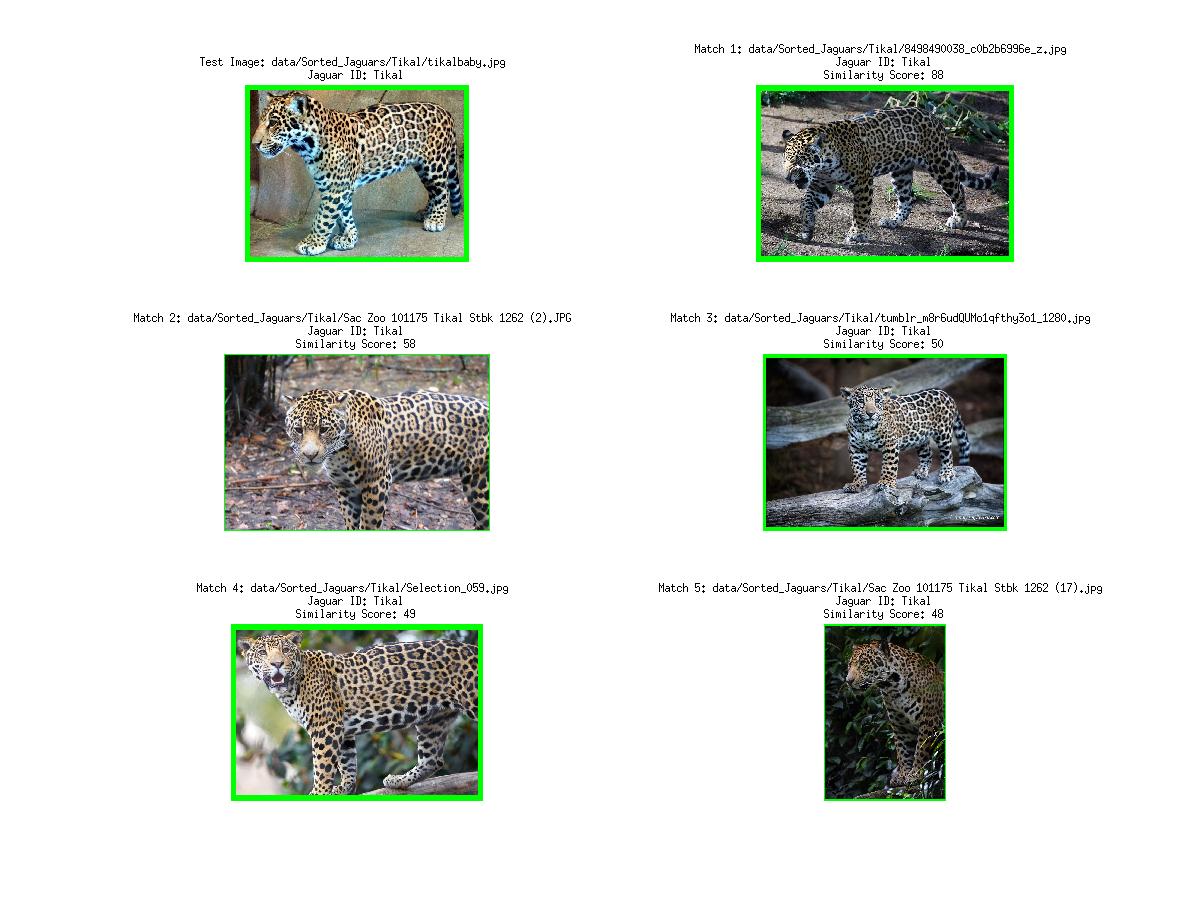 Test Image: data/Sorted_Jaguars/Tikal/tikalbaby.jpg
Jaguar ID: Tikal
Match 1: data/Sorted_Jaguars/Tikal/8498490038_c0b2b6996e_z.jpg
Jaguar ID: Tikal
Similarity Score: 88
Match 2: data/Sorted_Jaguars/Tikal/Sac Zoo 101175 Tikal Stbk 1262 (2).JPG
Jaguar ID: Tikal
Similarity Score: 58
Match 3: data/Sorted_Jaguars/Tikal/tumblr_m8r6udQUMo1qfthy3o1_1280.jpg
Jaguar ID: Tikal
Similarity Score: 50
Match 4: data/Sorted_Jaguars/Tikal/Selection_059.jpg
Jaguar ID: Tikal
Similarity Score: 49
Match 5: data/Sorted_Jaguars/Tikal/Sac Zoo 101175 Tikal Stbk 1262 (17).jpg
Jaguar ID: Tikal
Similarity Score: 48